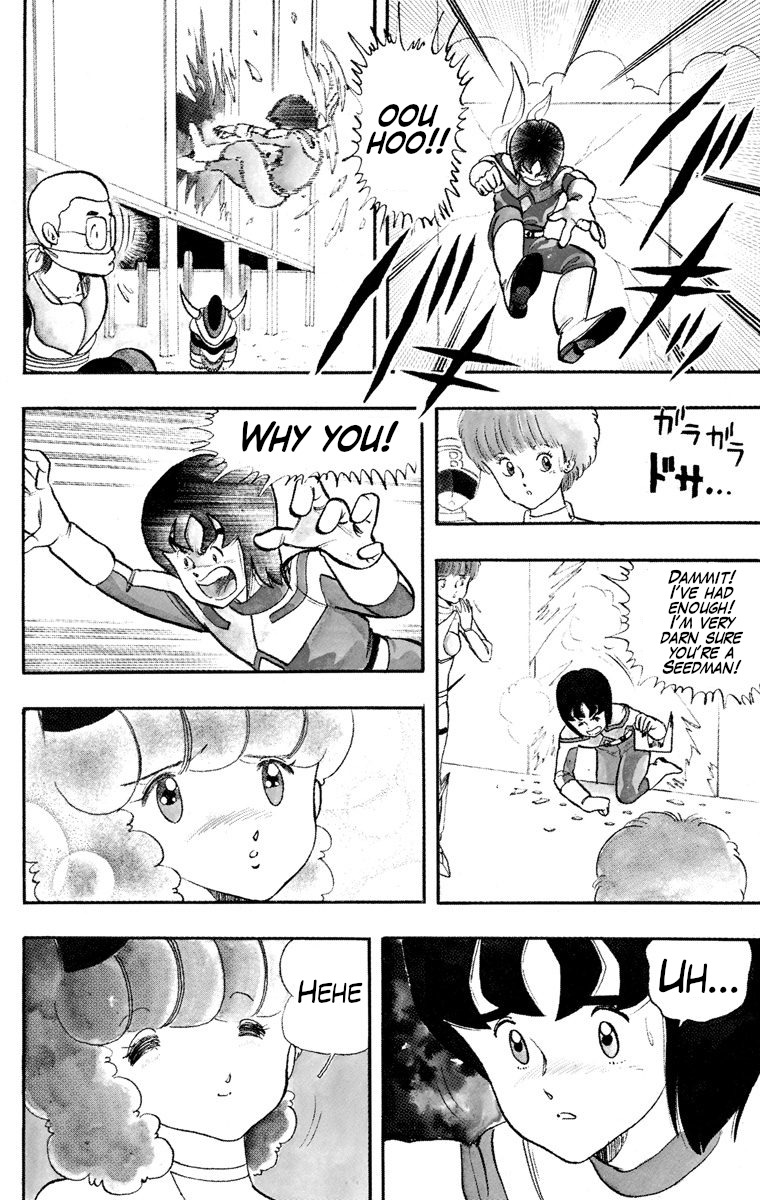 OOU
HOO!!
ガラガラ
ドサ...
WHY YOU!
DAMMIT!
I'VE HAD
ENOUGH!
I'M VERY
DARN SURE
YOU'RE A
SEEDMAN!
UH...
HEHE